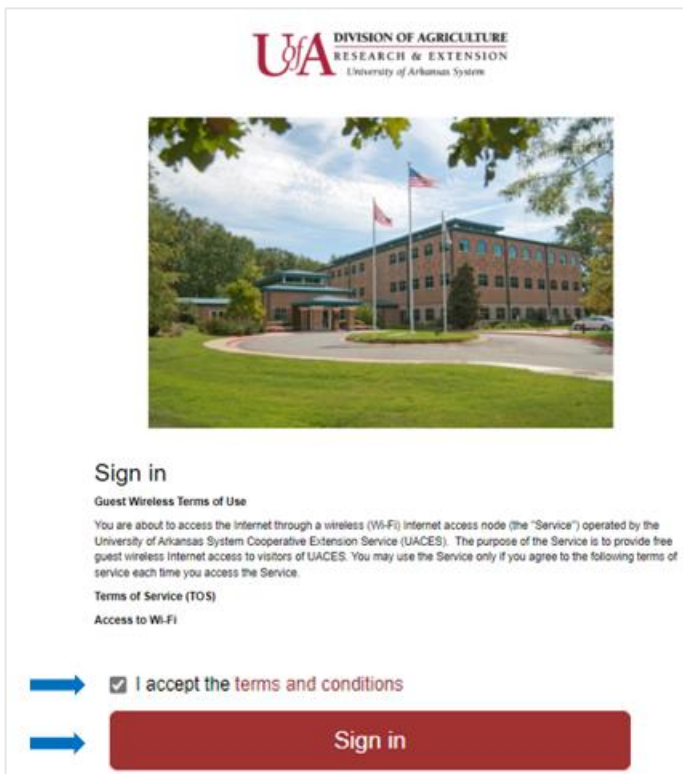 UofA DIVISION OF AGRICULTURE
RESEARCH & EXTENSION
University of Arkansas System
Sign in
Guest Wireless Terms of Use
You are about to access the Internet through a wireless (Wi-Fi) Internet access node (the "Service") operated by the
University of Arkansas System Cooperative Extension Service (UACES). The purpose of the Service is to provide free
guest wireless Internet access to visitors of UACES. You may use the Service only if you agree to the following terms of
service each time you access the Service.
Terms of Service (TOS)
Access to Wi-Fi
I accept the terms and conditions
Sign in